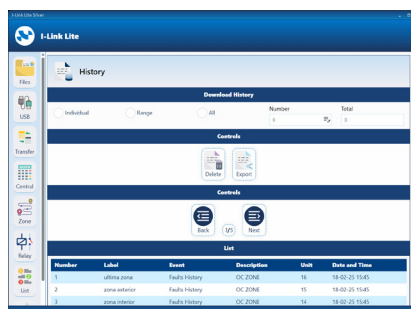 I-Link Lite Silver
I-Link Lite
Files
History
Download History
USB
Individual Range All Number Total
0 0
Transfer
Controls
Control
Delete Export
Controls
Zone
Back 1/5 Next
Relay
List
List
Number Label Event Description Unit Date and Time
1 ultima zona Faults History OC ZONE 16 18-02-25 15:45
2 zona exterior Faults History OC ZONE 15 18-02-25 15:45
3 zona interior Faults History OC ZONE 14 18-02-25 15:45